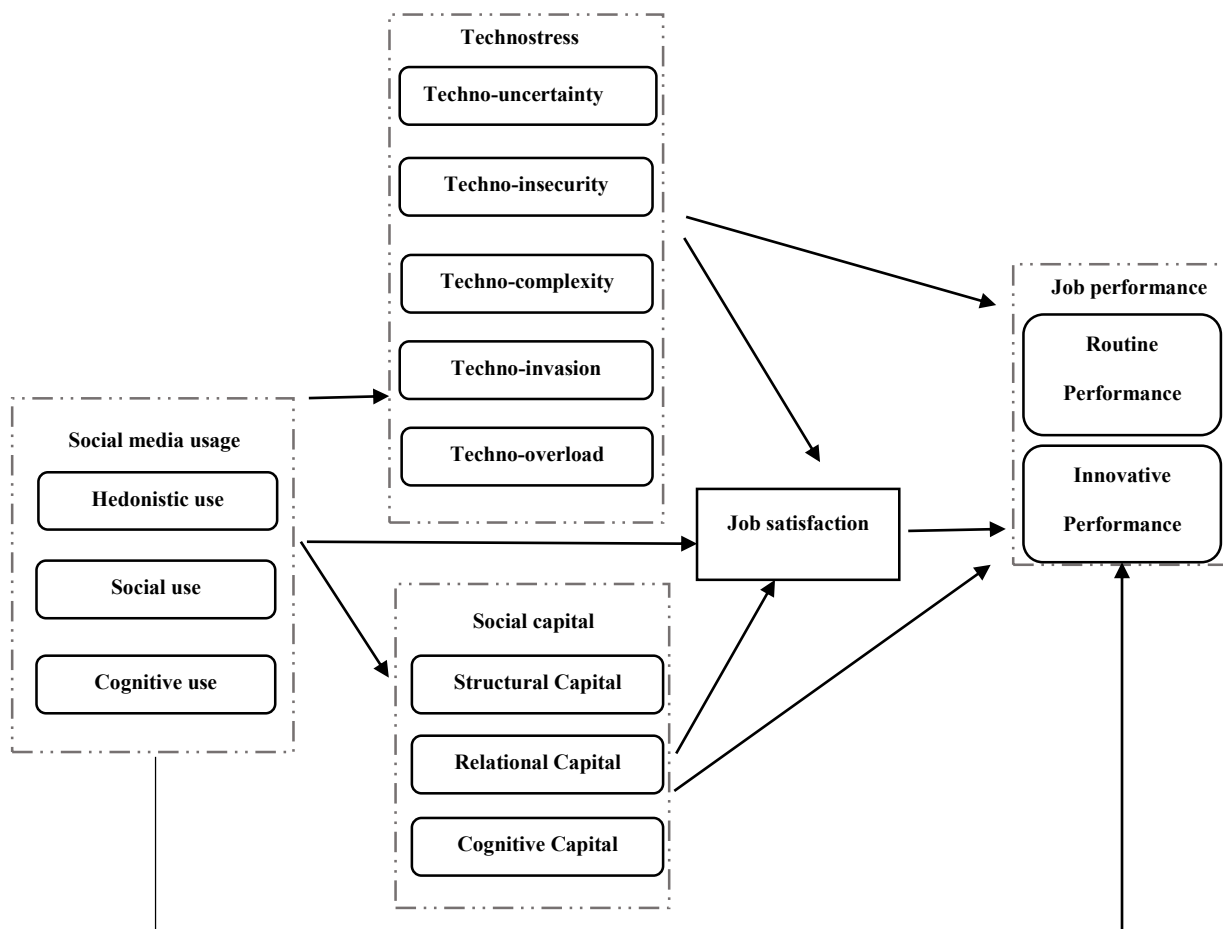 Technostress
Techno-uncertainty
Techno-insecurity
Techno-complexity
Techno-invasion
Techno-overload
Social media usage
Hedonistic use
Social use
Cognitive use
Job satisfaction
Social capital
Structural Capital
Relational Capital
Cognitive Capital
Job performance
Routine
Performance
Innovative
Performance